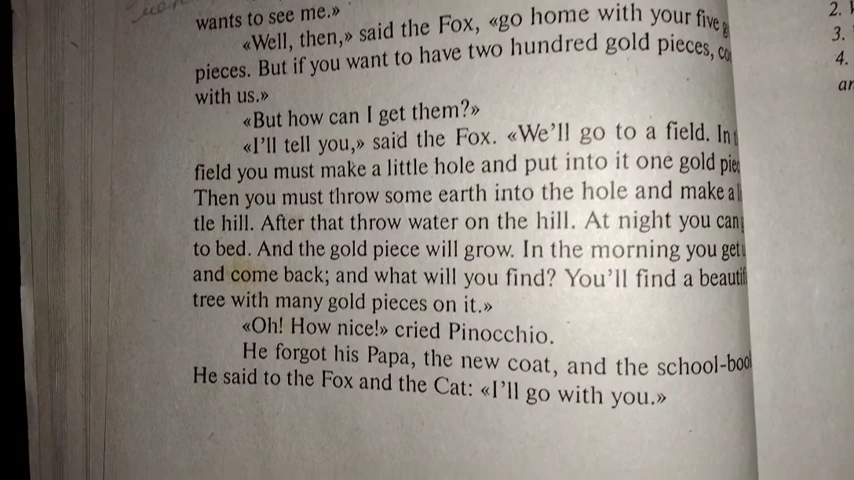 wants to see me.»
«Well, then,» said the Fox, «go home with your five
pieces. But if you want to have two hundred gold pieces,
with us.»
«But how can I get them?»
«I'll tell you,» said the Fox. «We'll go to a field. In
field you must make a little hole and put into it one gold
Then you must throw some earth into the hole and make a
tle hill. After that throw water on the hill. At night you can
to bed. And the gold piece will grow. In the morning you get
and come back; and what will you find? You'll find a
tree with many gold pieces on it.»
«Oh! How nice!» cried Pinocchio.
He forgot his Papa, the new coat, and the
He said to the Fox and the Cat: «I'll go with you.»
2.
3.
4.